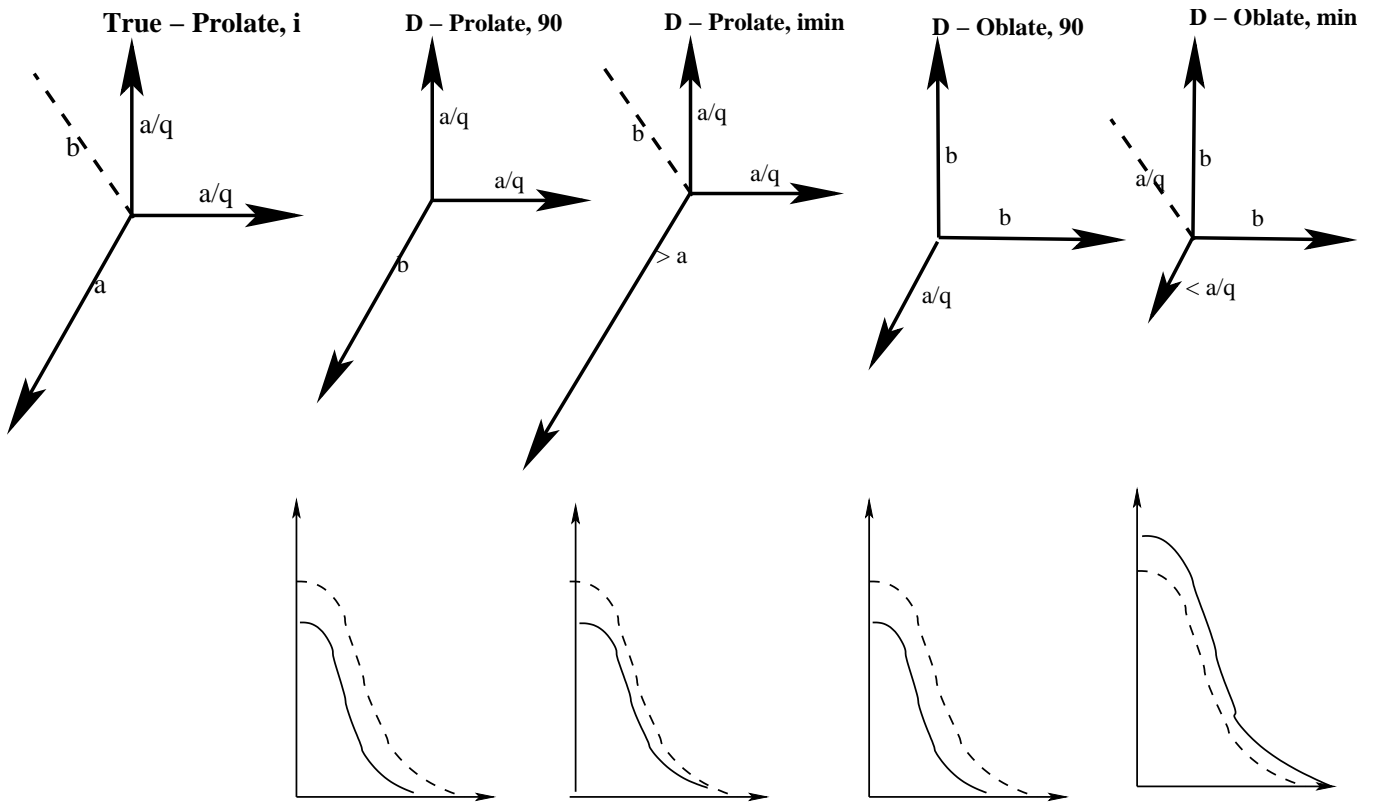 True – Prolate, i
D – Prolate, 90
D – Prolate, imin
D – Oblate, 90
D – Oblate, min
b
a/q
a/q
a
a/q
a/q
b
b
a/q
a/q
> a
b
b
a/q
a/q
b
b
< a/q